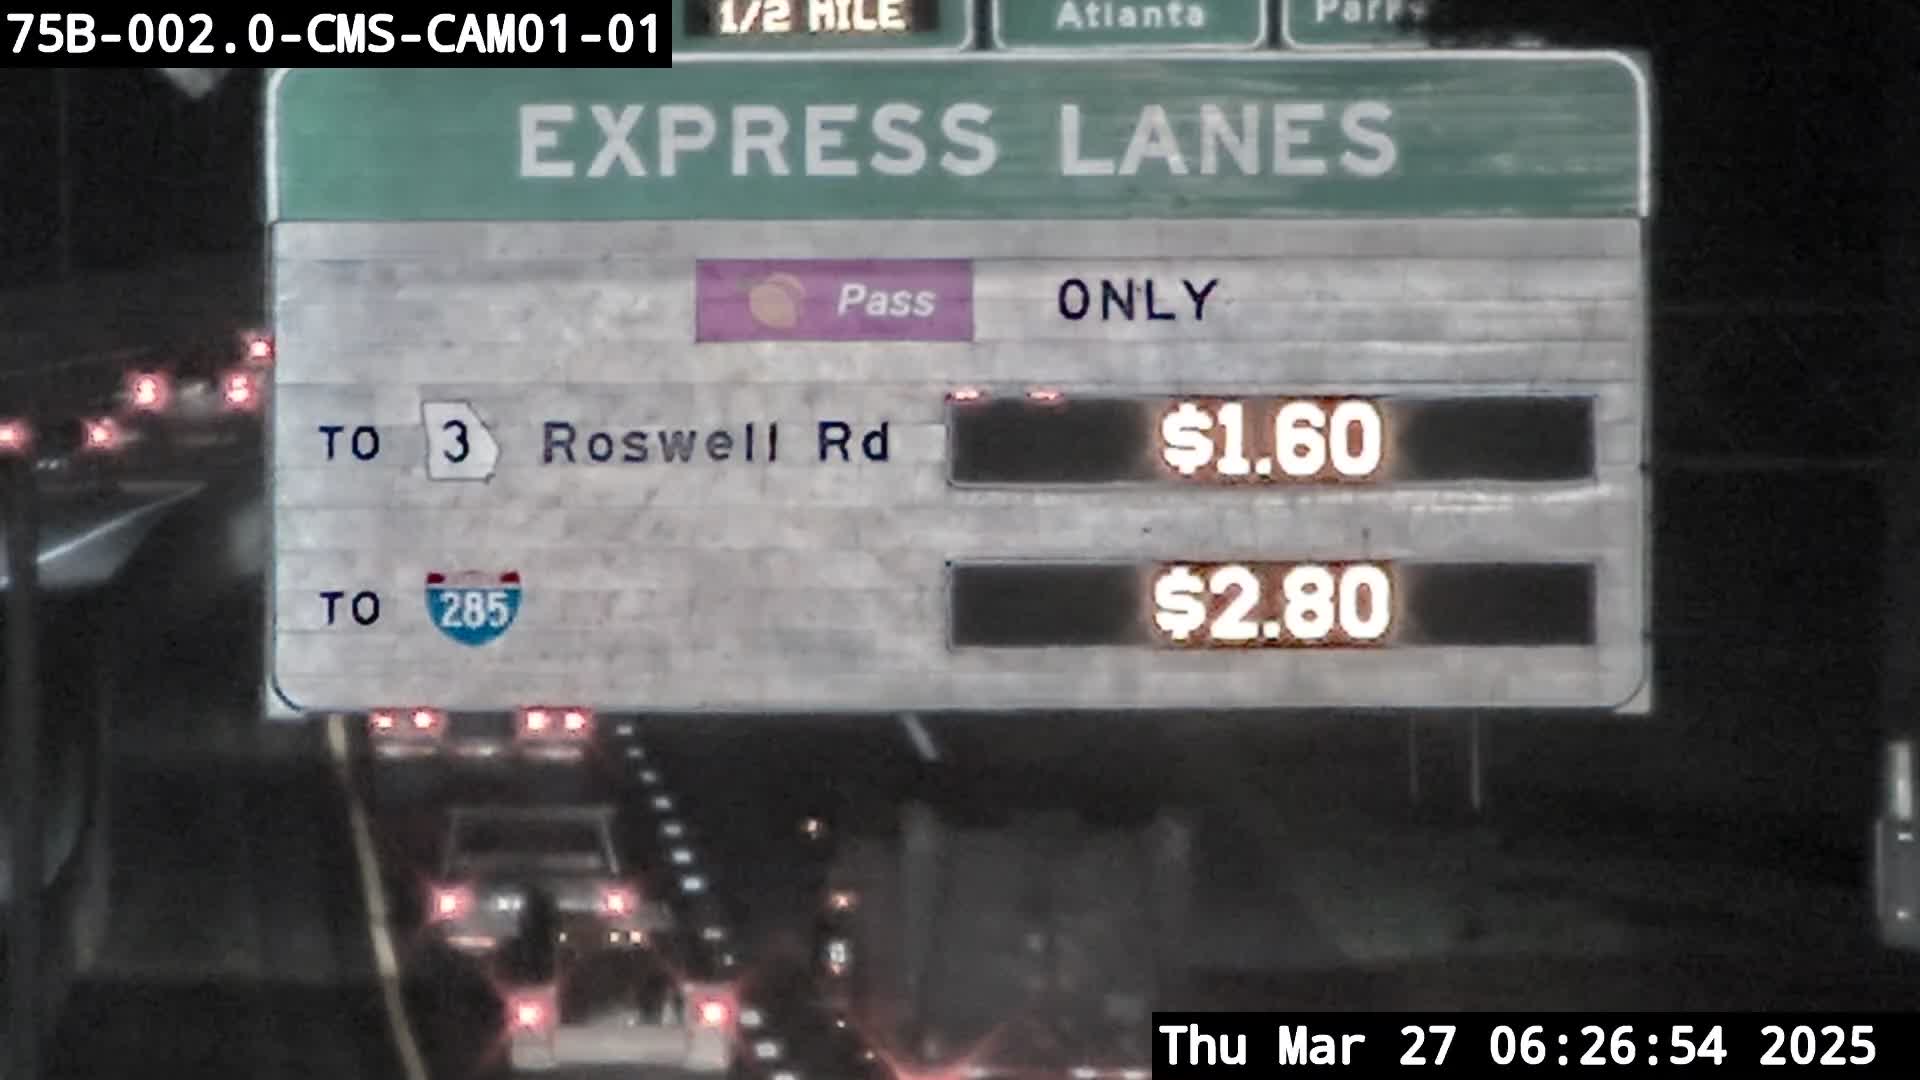 75B-002.0-CMS-CAM01-01
1/2 MILE
Atlanta
EXPRESS LANES
Pass ONLY
TO 3 Roswell Rd $1.60
TO 285 $2.80
Thu Mar 27 06:26:54 2025